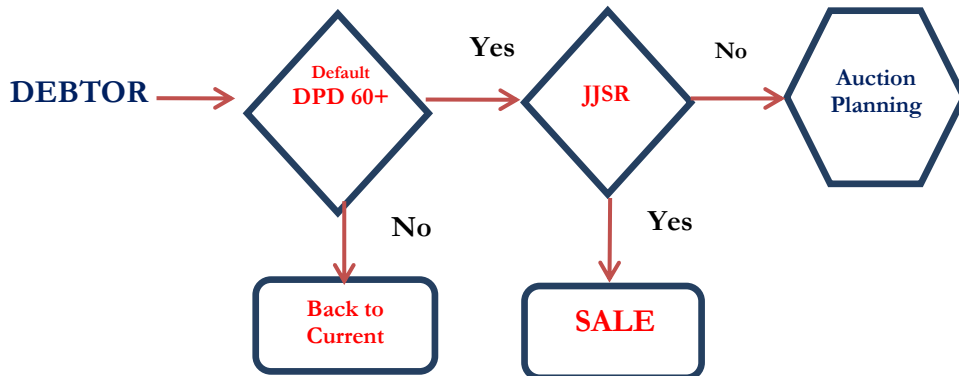 DEBTOR
Default
DPD 60+
Yes
JJSR
No
Auction
Planning
No
Yes
Back to
Current
SALE